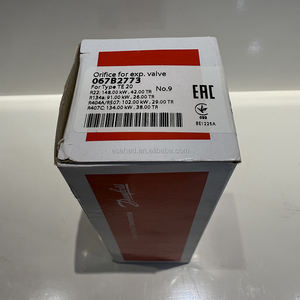 Orifice for exp. valve
067B2773
For Type TE 20
No.9
R22: 148.00 kW, 42.00 TR
R134a: 91.00 kW, 26.00 TR
R404A/R507: 102.00 kW, 29.00 TR
R407C: 134.00 kW, 38.00 TR
EAC
BE1225A
Danfoss